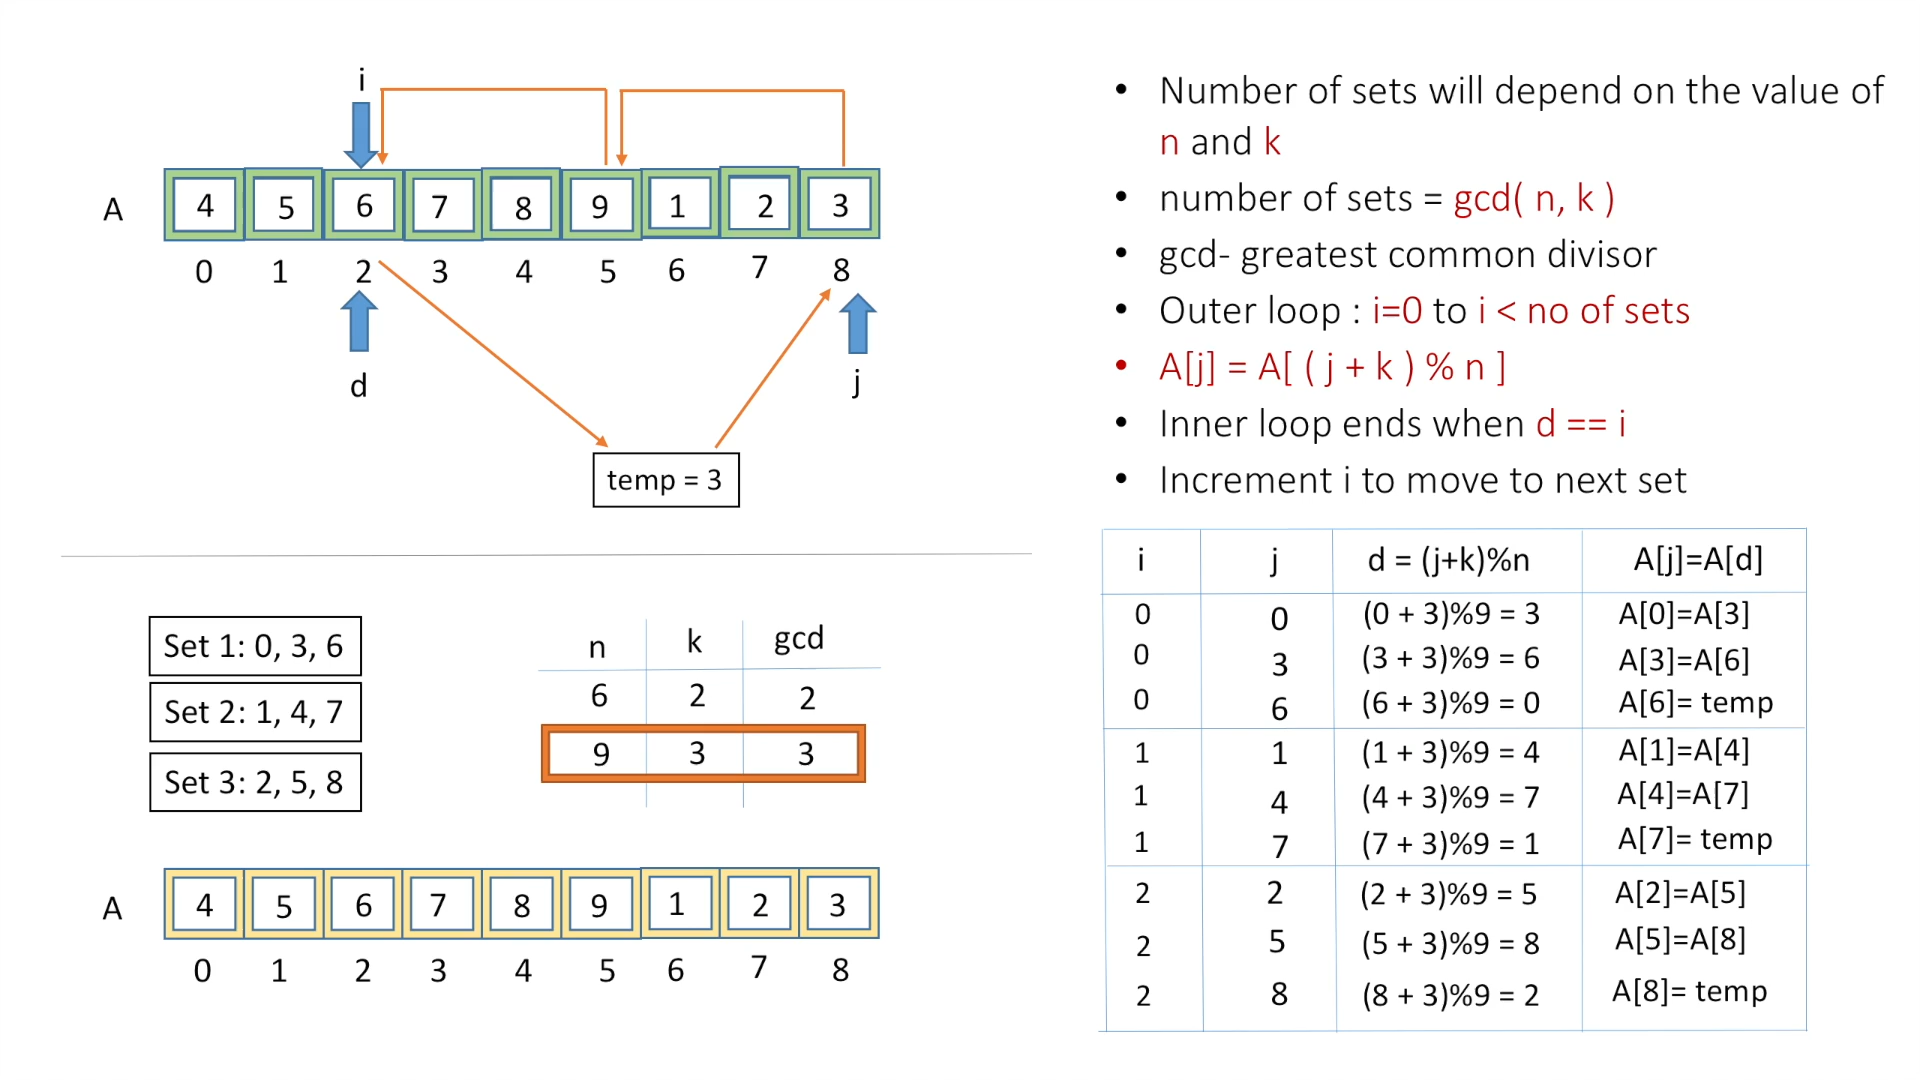 i
A
4 5 6 7 8 9 1 2 3
0 1 2 3 4 5 6 7 8
d
j
temp = 3
Set 1: 0, 3, 6
Set 2: 1, 4, 7
Set 3: 2, 5, 8
n k gcd
6 2 2
9 3 3
A
4 5 6 7 8 9 1 2 3
0 1 2 3 4 5 6 7 8
• Number of sets will depend on the value of
n and k
• number of sets = gcd( n, k )
• gcd- greatest common divisor
• Outer loop : i=0 to i < no of sets
• A[j] = A[ ( j + k ) % n ]
• Inner loop ends when d == i
• Increment i to move to next set
i j d = (j+k)%n A[j]=A[d]
0 0 (0 + 3)%9 = 3 A[0]=A[3]
0 3 (3 + 3)%9 = 6 A[3]=A[6]
0 6 (6 + 3)%9 = 0 A[6]= temp
1 1 (1 + 3)%9 = 4 A[1]=A[4]
1 4 (4 + 3)%9 = 7 A[4]=A[7]
1 7 (7 + 3)%9 = 1 A[7]= temp
2 2 (2 + 3)%9 = 5 A[2]=A[5]
2 5 (5 + 3)%9 = 8 A[5]=A[8]
2 8 (8 + 3)%9 = 2 A[8]= temp